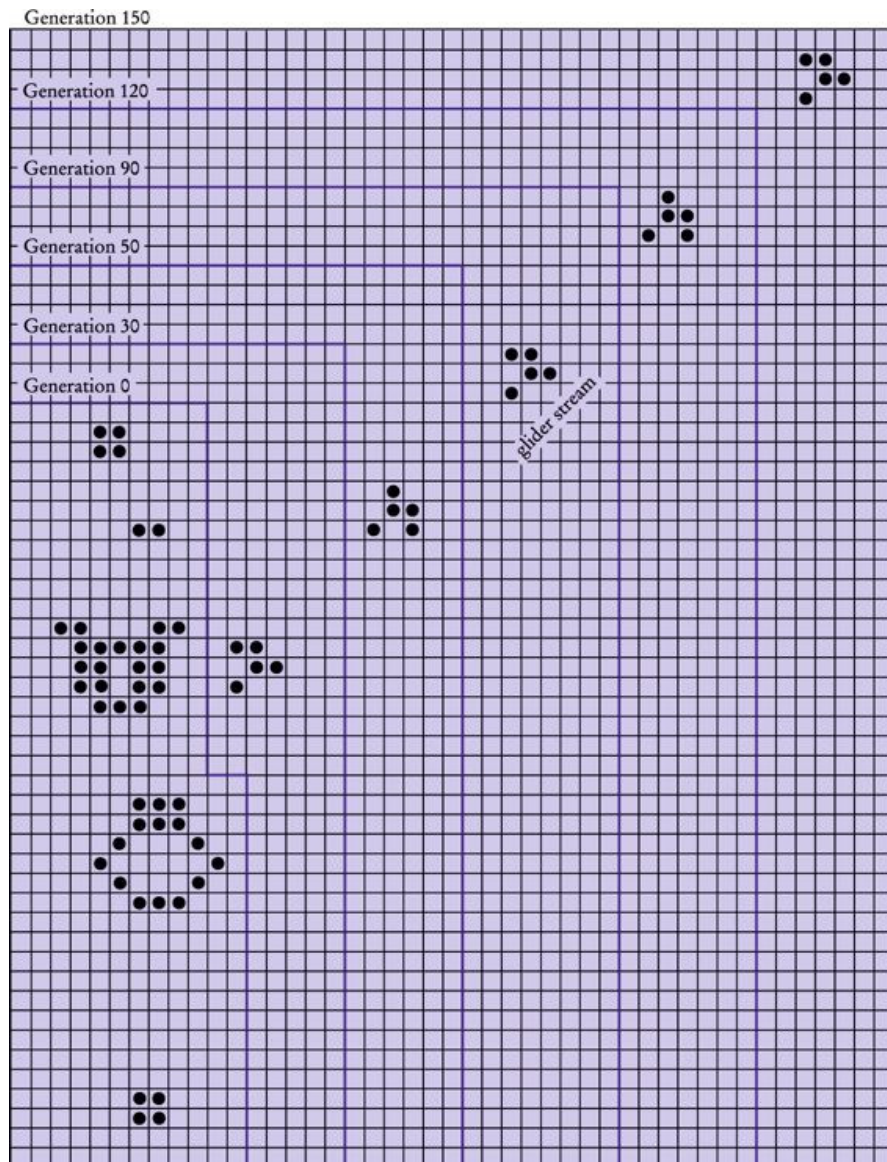 Generation 150
Generation 120
Generation 90
Generation 50
Generation 30
Generation 0
glider stream